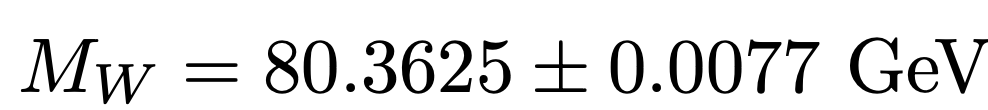 M_W = 80.3625 ± 0.0077 GeV